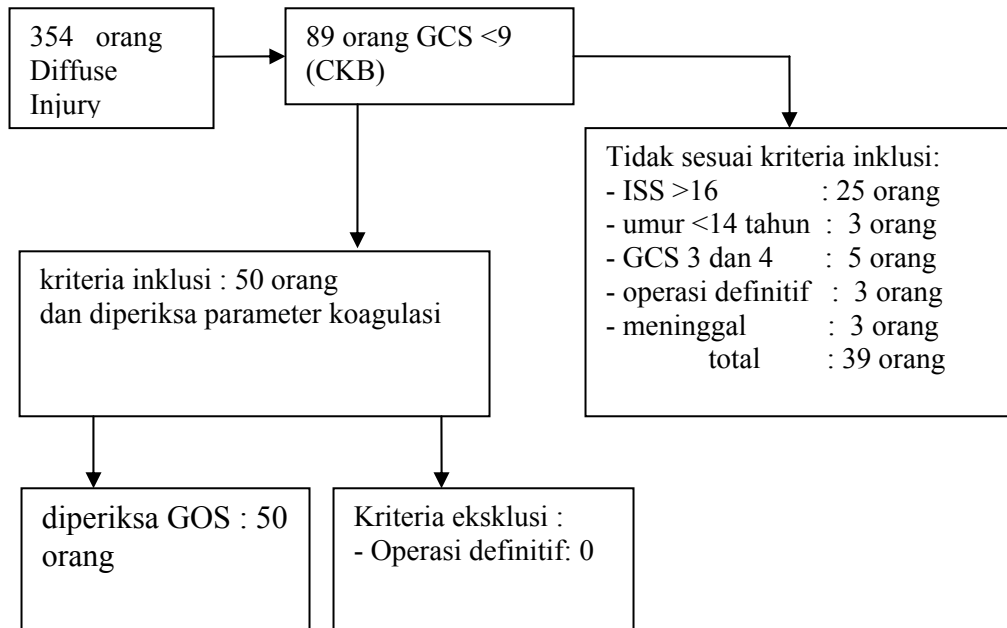 354 orang
Diffuse
Injury
89 orang GCS <9
(CKB)
Tidak sesuai kriteria inklusi:
- ISS >16 : 25 orang
- umur <14 tahun : 3 orang
- GCS 3 dan 4 : 5 orang
- operasi definitif : 3 orang
- meninggal : 3 orang
total : 39 orang
kriteria inklusi : 50 orang
dan diperiksa parameter koagulasi
diperiksa GOS : 50
orang
Kriteria eksklusi :
- Operasi definitif: 0